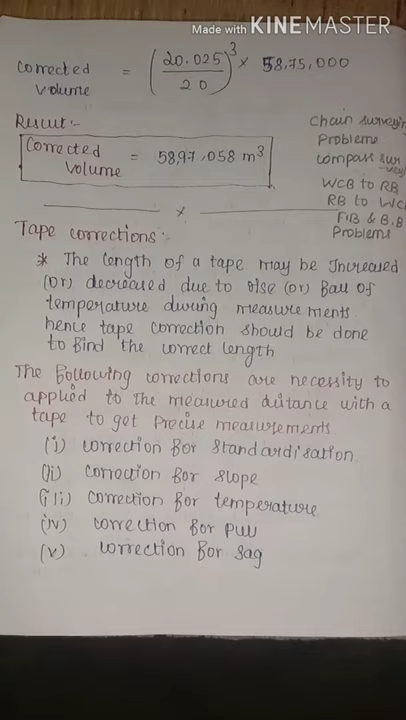 Made with KINEMASTER
Corrected volume = (20.025/20)^3 × 58,75,000
Result:-
Corrected volume = 5897,058 m³
Chain surveying
Problems
compass survey
WCB to RB
RB to WCB
F.B & B.B
Problems
×
Tape corrections:-
* The length of a tape may be Increased
(or) decreased due to rise (or) fall of
temperature during measurements
hence tape correction should be done
to find the correct length
The following corrections are necessity to
applied to the measured distance with a
tape to get precise measurements
(i) correction for standardisation
(ii) correction for slope
(iii) correction for temperature
(iv) correction for pull
(v) correction for sag